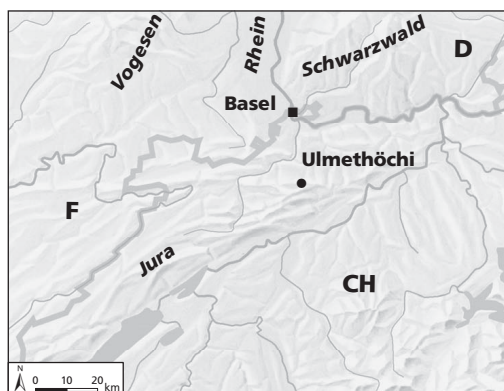 Vogesen
Rhein
Schwarzwald
D
Basel
Ulmethöchi
F
Jura
CH
N
0 10 20 km